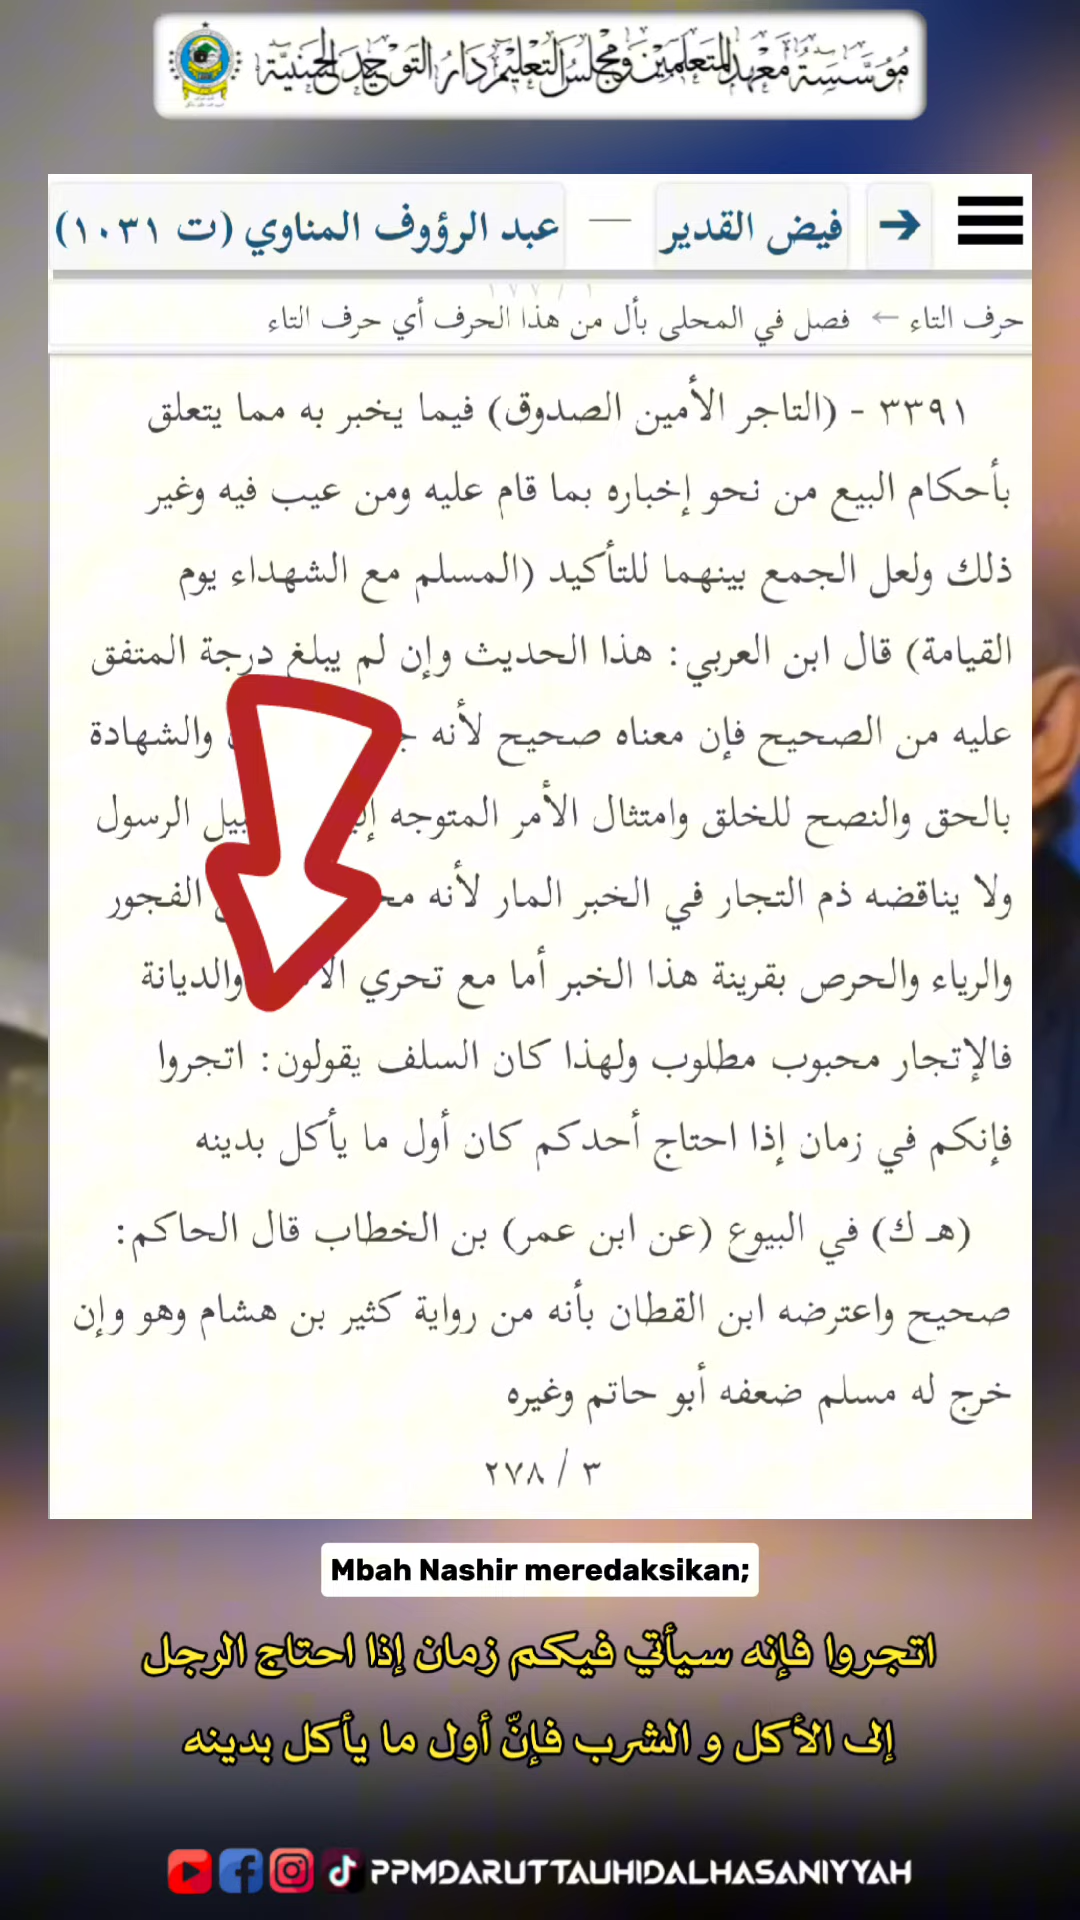 مؤسسة معهد المتعلمين ومجلس التعليم دار التوحيد الحسنية
فيض القدير — عبد الرؤوف المناوي (ت ١٠٣١)
حرف التاء ← فصل في المحلى بأل من هذا الحرف أي حرف التاء
٣٣٩١ - (التاجر الأمين الصدوق) فيما يخبر به مما يتعلق
بأحكام البيع من نحو إخباره بما قام عليه ومن عيب فيه وغير
ذلك ولعل الجمع بينهما للتأكيد (المسلم مع الشهداء يوم
القيامة) قال ابن العربي: هذا الحديث وإن لم يبلغ درجة المتفق
عليه من الصحيح فإن معناه صحيح لأنه والشهادة
بالحق والنصح للخلق وامتثال الأمر المتوجه الرسول
ولا يناقضه ذم التجار في الخبر المار لأنه الفجور
والرياء والحرص بقرينة هذا الخبر أما مع تحري والديانة
فالإتجار محبوب مطلوب ولهذا كان السلف يقولون: اتجروا
فإنكم في زمان إذا احتاج أحدكم كان أول ما يأكل بدينه
(هـ ك) في البيوع (عن ابن عمر) بن الخطاب قال الحاكم:
صحيح واعترضه ابن القطان بأنه من رواية كثير بن هشام وهو وإن
خرج له مسلم ضعفه أبو حاتم وغيره
٣ / ٢٧٨
Mbah Nashir meredaksikan;
اتجروا فإنه سيأتي فيكم زمان إذا احتاج الرجل
إلى الأكل و الشرب فإنّ أول ما يأكل بدينه
PPMDARUTTAUHIDALHASANIYYAH